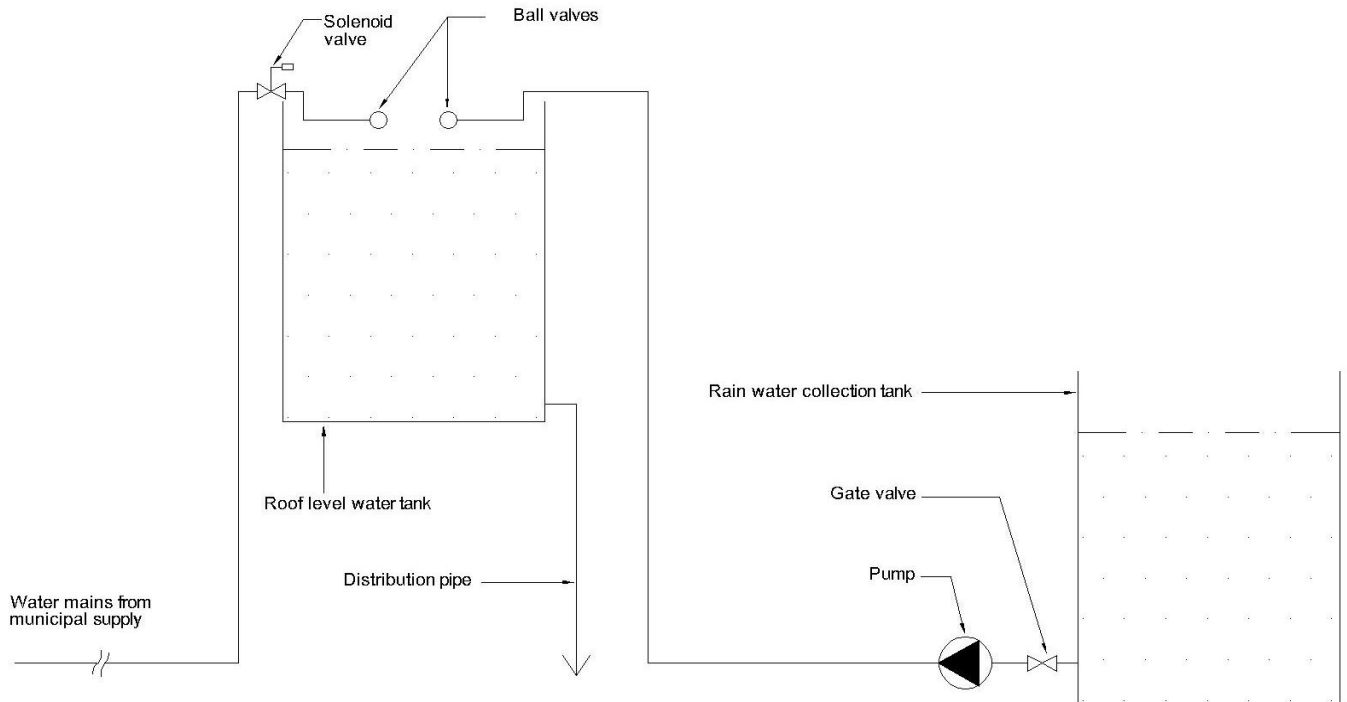 Solenoid
valve
Ball valves
Rain water collection tank
Gate valve
Roof level water tank
Pump
Distribution pipe
Water mains from
municipal supply